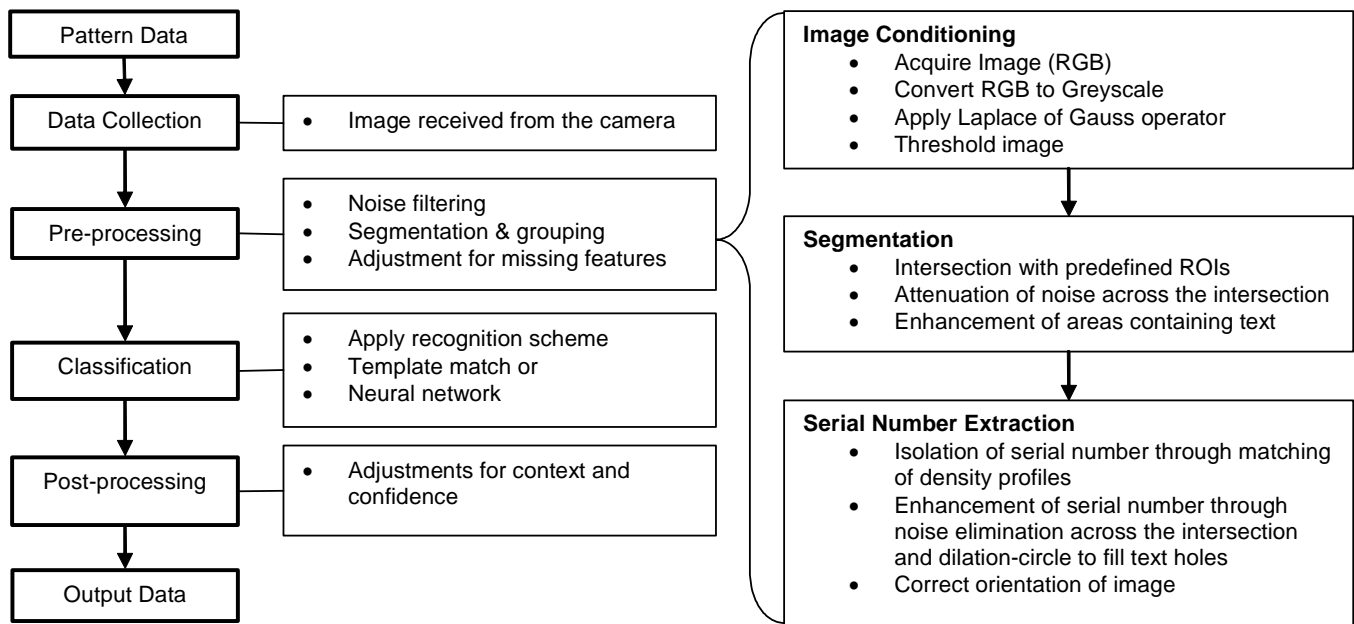 Pattern Data
Data Collection
• Image received from the camera
Pre-processing
• Noise filtering
• Segmentation & grouping
• Adjustment for missing features
Classification
• Apply recognition scheme
• Template match or
• Neural network
Post-processing
• Adjustments for context and
confidence
Output Data
Image Conditioning
• Acquire Image (RGB)
• Convert RGB to Greyscale
• Apply Laplace of Gauss operator
• Threshold image
Segmentation
• Intersection with predefined ROIs
• Attenuation of noise across the intersection
• Enhancement of areas containing text
Serial Number Extraction
• Isolation of serial number through matching
of density profiles
• Enhancement of serial number through
noise elimination across the intersection
and dilation-circle to fill text holes
• Correct orientation of image